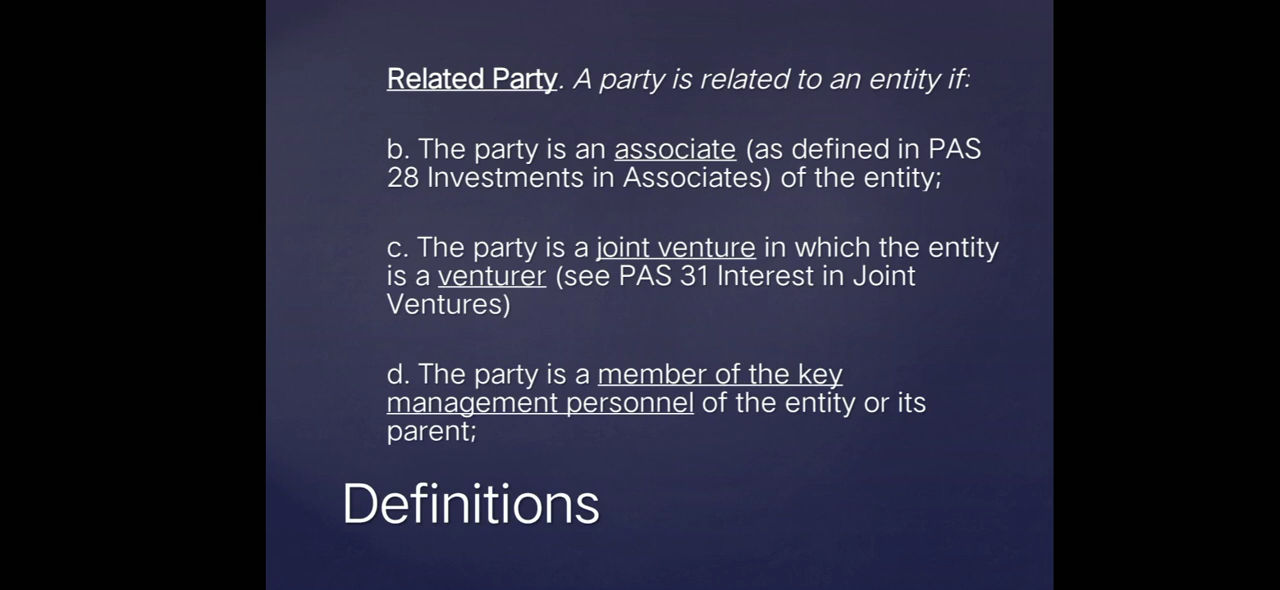 Related Party. A party is related to an entity if:
b. The party is an associate (as defined in PAS
28 Investments in Associates) of the entity;
c. The party is a joint venture in which the entity
is a venturer (see PAS 31 Interest in Joint
Ventures)
d. The party is a member of the key
management personnel of the entity or its
parent;
Definitions